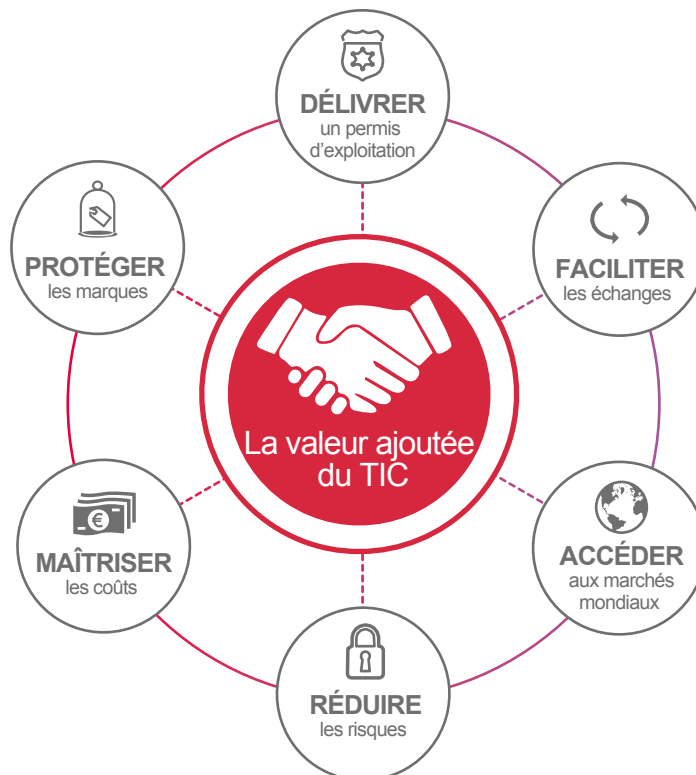 DÉLIVRER
un permis
d'exploitation
FACILITER
les échanges
ACCÉDER
aux marchés
mondiaux
RÉDUIRE
les risques
MAÎTRISER
les coûts
PROTÉGER
les marques
La valeur ajoutée
du TIC